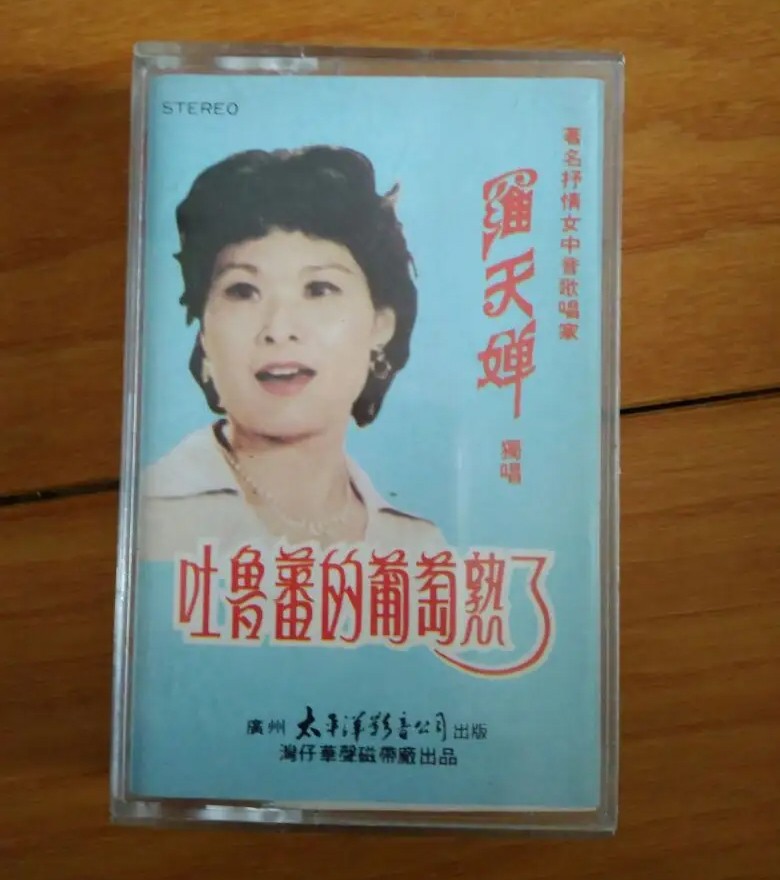 STEREO
著名抒情女中音歌唱家
羅天嬋
獨唱
吐鲁蕃的葡萄熟了
廣州 太平洋影音公司 出版
灣仔華聲磁帶廠出品